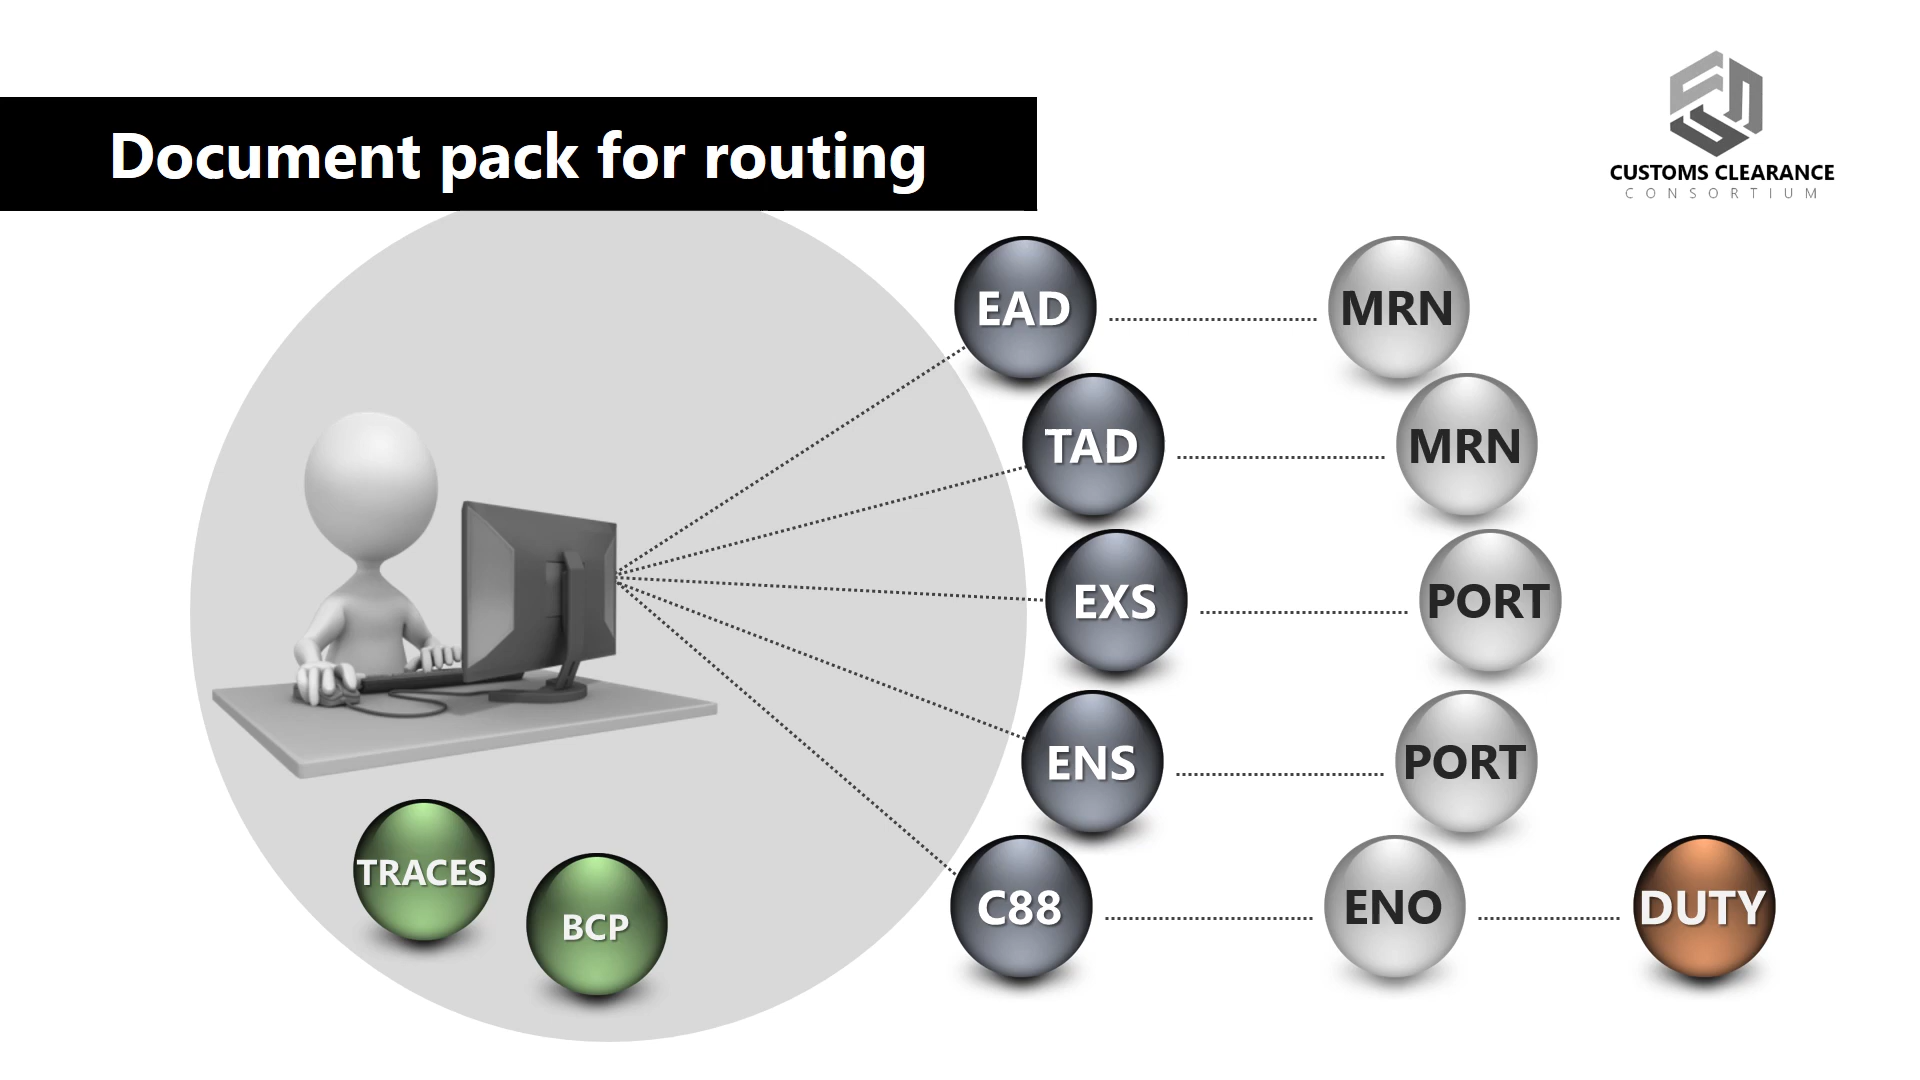 Document pack for routing
CUSTOMS CLEARANCE
CONSORTIUM
EAD MRN
TAD MRN
EXS PORT
ENS PORT
C88 ENO DUTY
TRACES
BCP